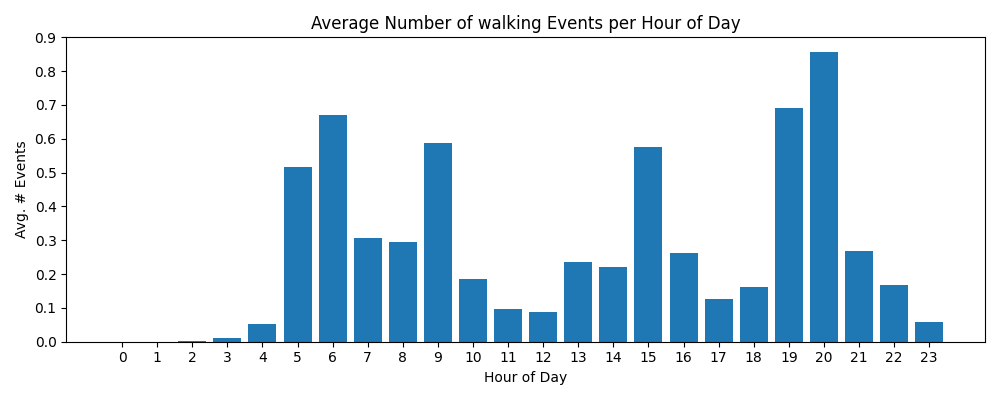 Average Number of walking Events per Hour of Day
Avg. # Events
0.9
0.8
0.7
0.6
0.5
0.4
0.3
0.2
0.1
0.0
0 1 2 3 4 5 6 7 8 9 10 11 12 13 14 15 16 17 18 19 20 21 22 23
Hour of Day